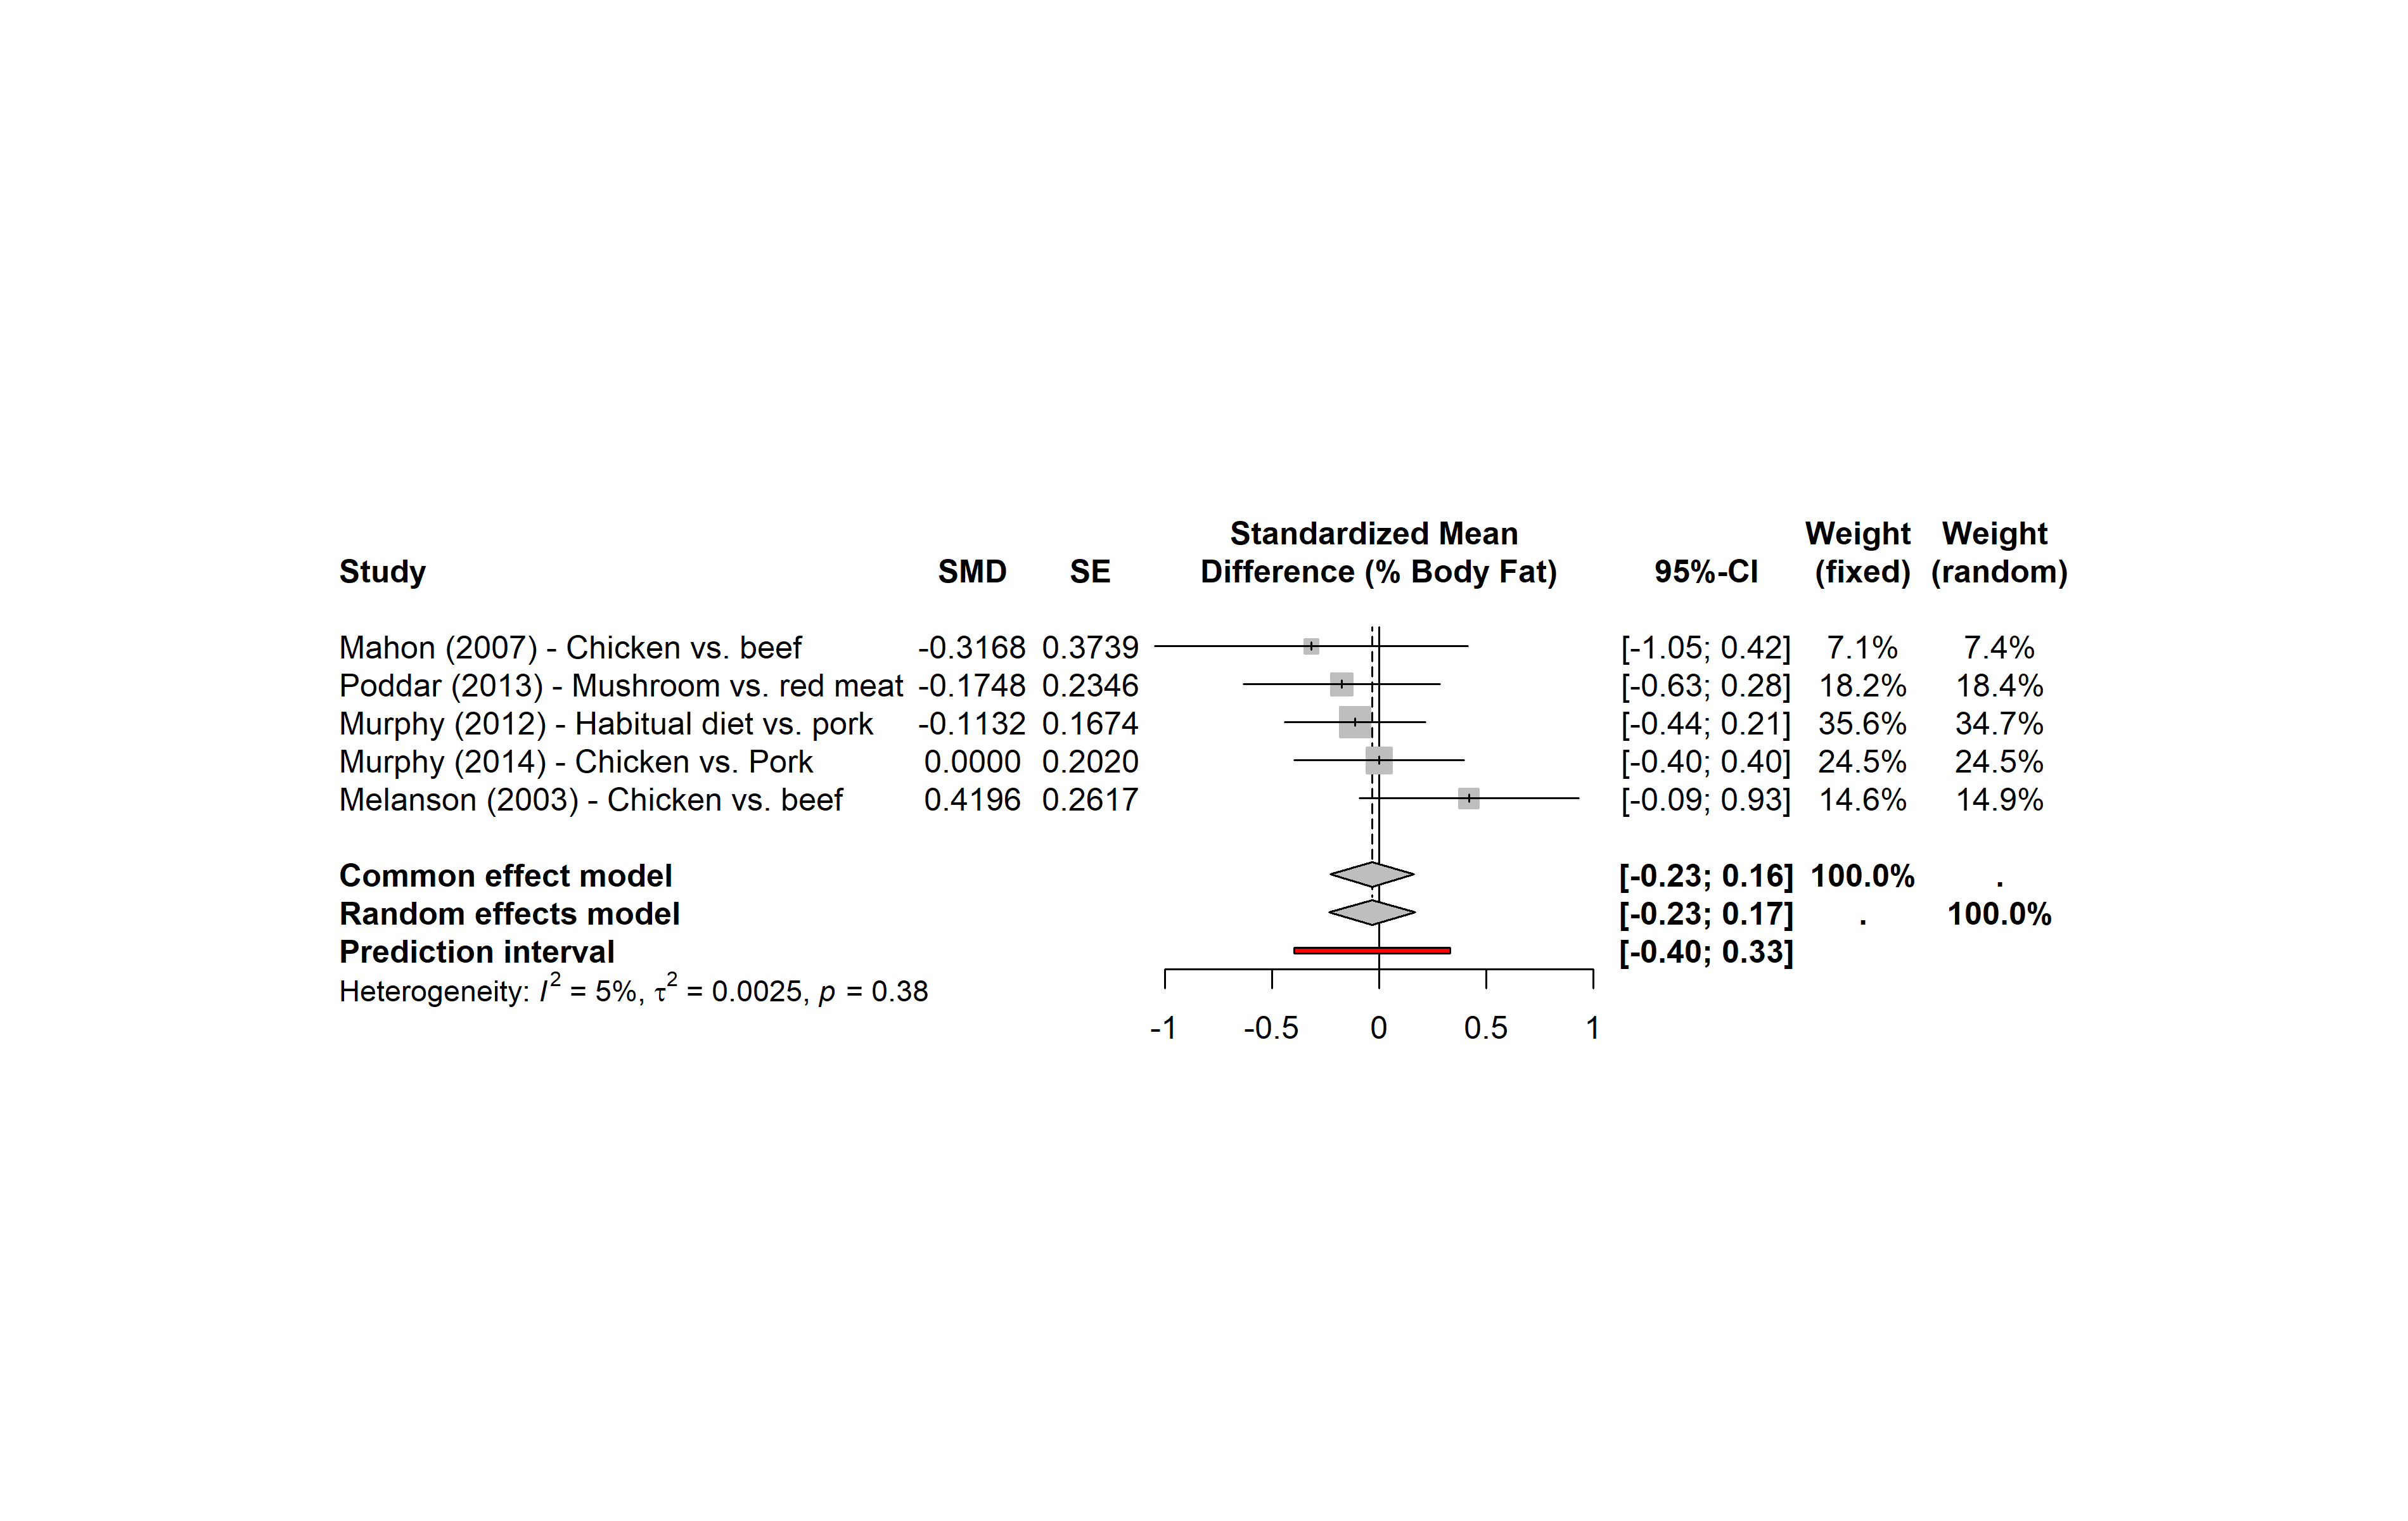 Standardized Mean Weight Weight
Study SMD SE Difference (% Body Fat) 95%-CI (fixed) (random)
Mahon (2007) - Chicken vs. beef -0.3168 0.3739 [-1.05; 0.42] 7.1% 7.4%
Poddar (2013) - Mushroom vs. red meat -0.1748 0.2346 [-0.63; 0.28] 18.2% 18.4%
Murphy (2012) - Habitual diet vs. pork -0.1132 0.1674 [-0.44; 0.21] 35.6% 34.7%
Murphy (2014) - Chicken vs. Pork 0.0000 0.2020 [-0.40; 0.40] 24.5% 24.5%
Melanson (2003) - Chicken vs. beef 0.4196 0.2617 [-0.09; 0.93] 14.6% 14.9%
Common effect model [-0.23; 0.16] 100.0% .
Random effects model [-0.23; 0.17] . 100.0%
Prediction interval [-0.40; 0.33]
Heterogeneity: I² = 5%, τ² = 0.0025, p = 0.38
-1 -0.5 0 0.5 1